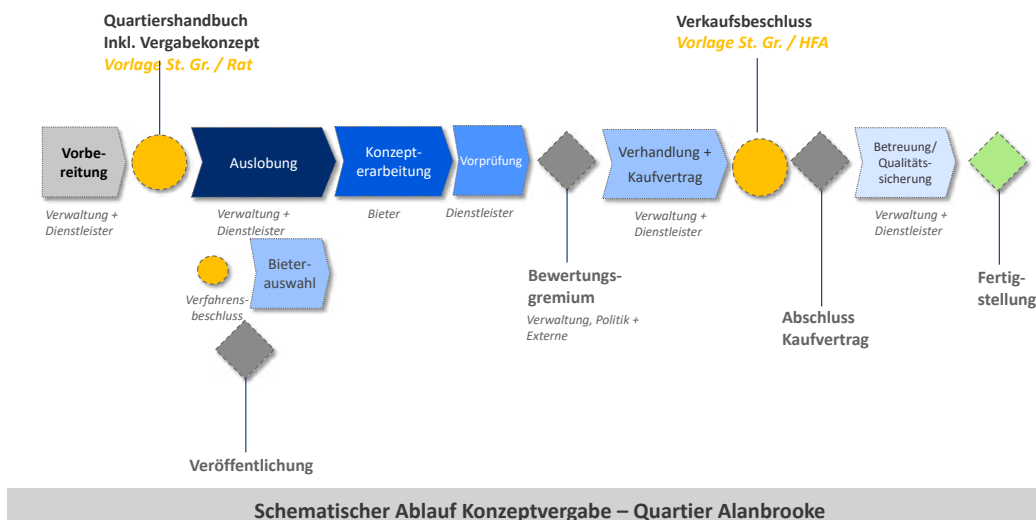 Quartiershandbuch
Inkl. Vergabekonzept
Vorlage St. Gr. / Rat
Verkaufsbeschluss
Vorlage St. Gr. / HFA
Vorbe-
reitung
Auslobung
Konzept-
erarbeitung
Vorprüfung
Verhandlung +
Kaufvertrag
Betreuung/
Qualitäts-
sicherung
Verwaltung +
Dienstleister
Verwaltung +
Dienstleister
Bieter
Dienstleister
Verwaltung +
Dienstleister
Verwaltung +
Dienstleister
Bieter-
auswahl
Verfahrens-
beschluss
Bewertungs-
gremium
Verwaltung, Politik +
Externe
Abschluss
Kaufvertrag
Fertig-
stellung
Veröffentlichung
Schematischer Ablauf Konzeptvergabe – Quartier Alanbrooke